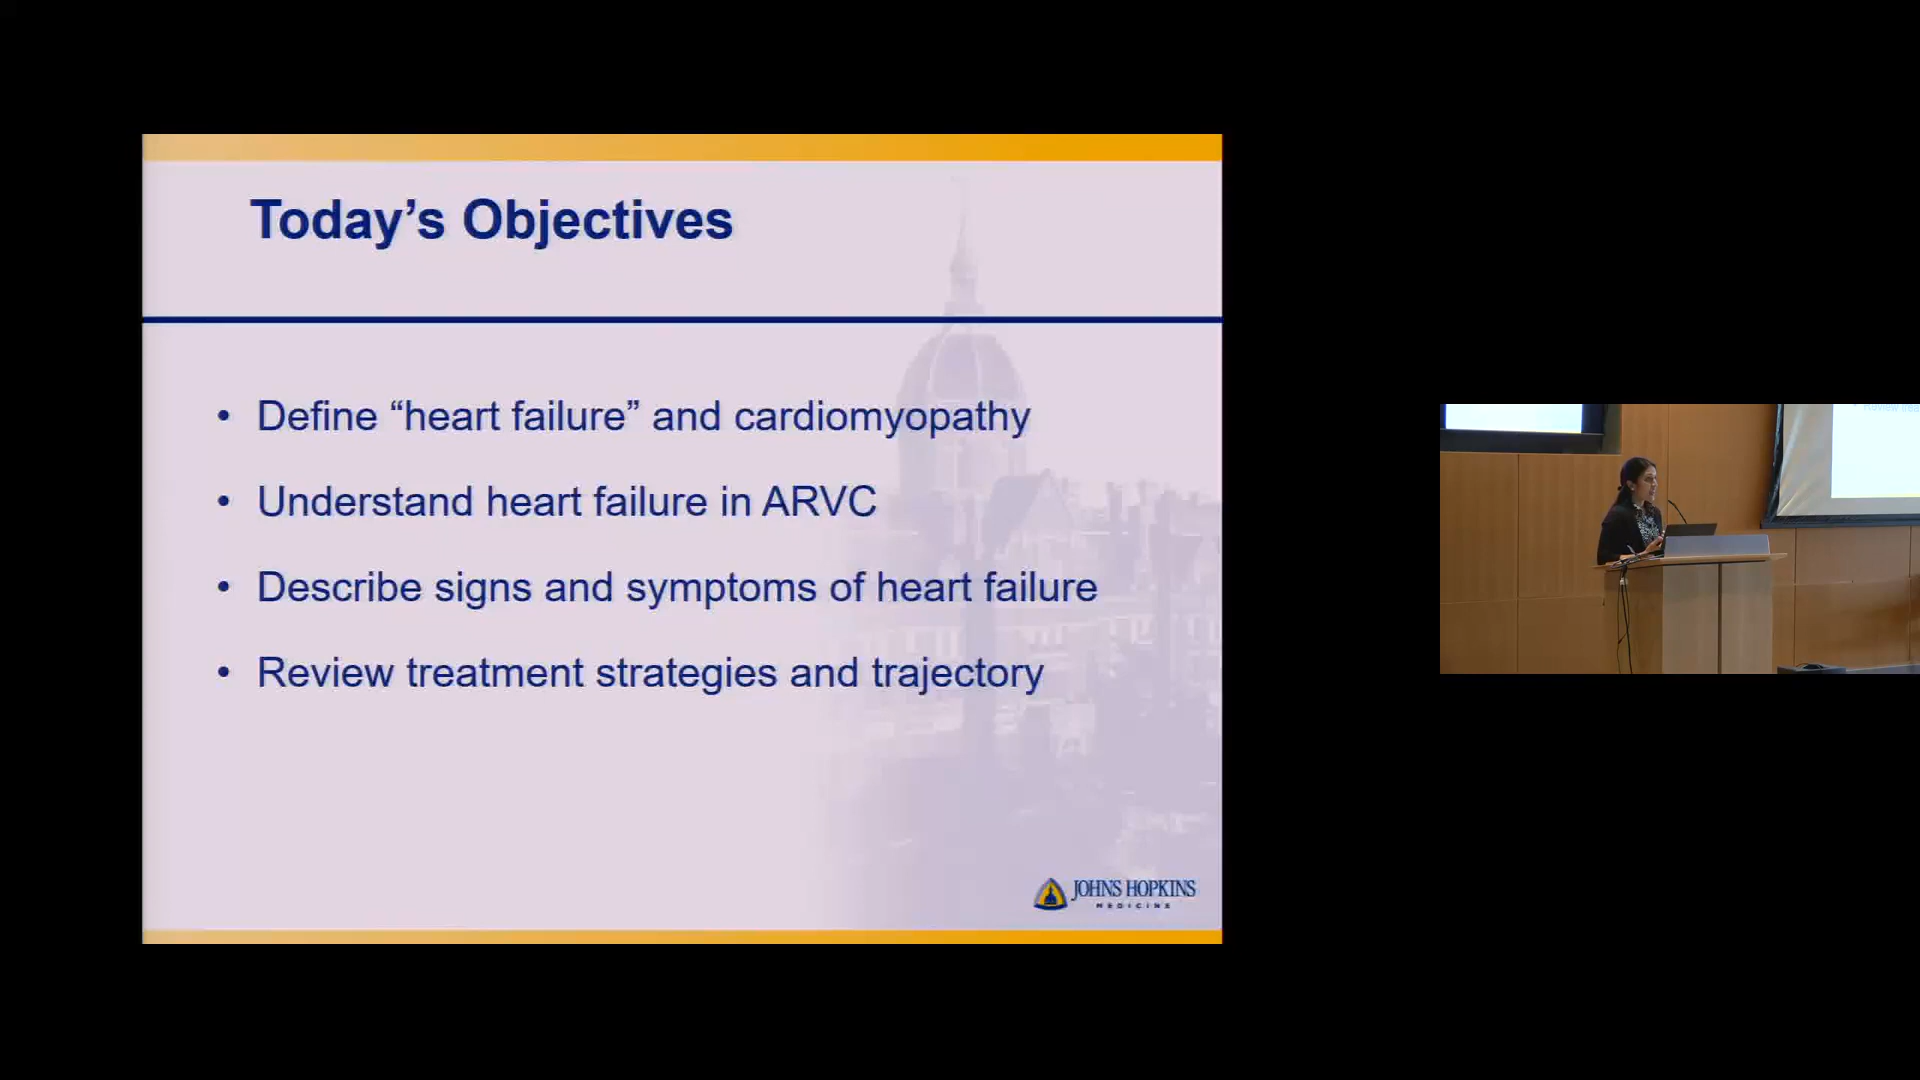 Today’s Objectives
• Define “heart failure” and cardiomyopathy
• Understand heart failure in ARVC
• Describe signs and symptoms of heart failure
• Review treatment strategies and trajectory
JOHNS HOPKINS
MEDICINE